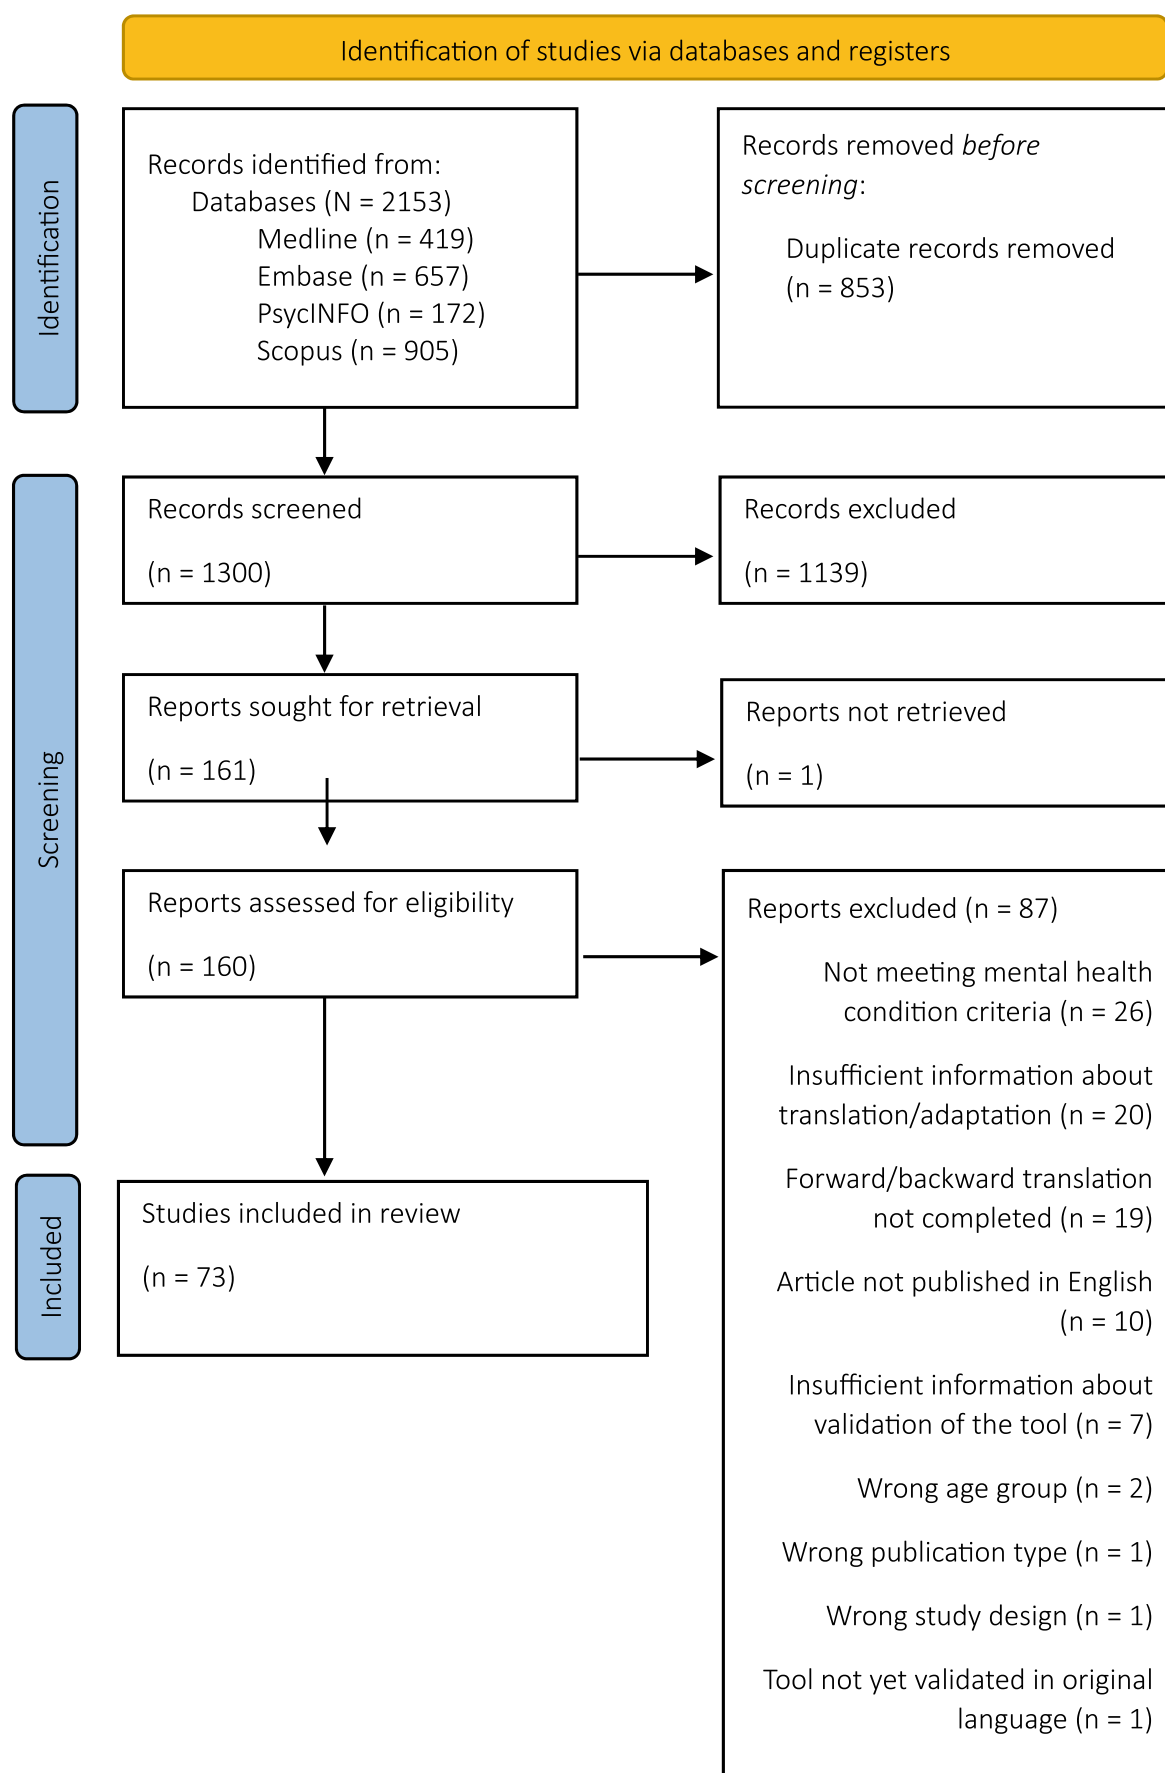 Identification of studies via databases and registers
Identification
Records identified from:
Databases (N = 2153)
Medline (n = 419)
Embase (n = 657)
PsycINFO (n = 172)
Scopus (n = 905)
Records removed before
screening:
Duplicate records removed
(n = 853)
Screening
Records screened
(n = 1300)
Records excluded
(n = 1139)
Reports sought for retrieval
(n = 161)
Reports not retrieved
(n = 1)
Reports assessed for eligibility
(n = 160)
Reports excluded (n = 87)
Not meeting mental health
condition criteria (n = 26)
Insufficient information about
translation/adaptation (n = 20)
Forward/backward translation
not completed (n = 19)
Article not published in English
(n = 10)
Insufficient information about
validation of the tool (n = 7)
Wrong age group (n = 2)
Wrong publication type (n = 1)
Wrong study design (n = 1)
Tool not yet validated in original
language (n = 1)
Included
Studies included in review
(n = 73)